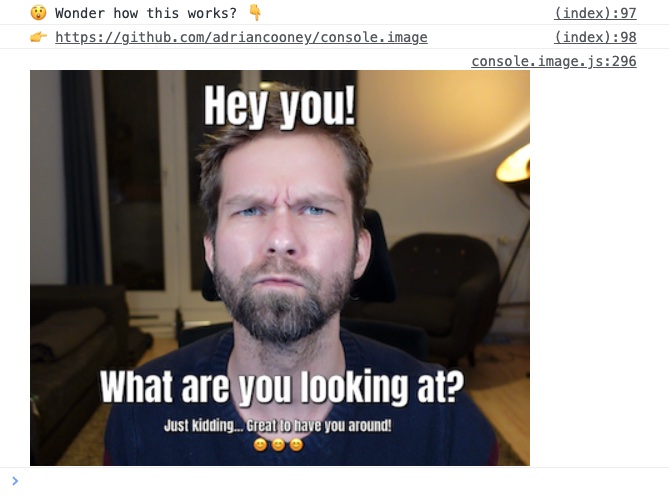 😲 Wonder how this works? 👇 (index):97
👉 https://github.com/adriancooney/console.image (index):98
console.image.js:296
Hey you!
What are you looking at?
Just kidding... Great to have you around!
😊😊😊
>